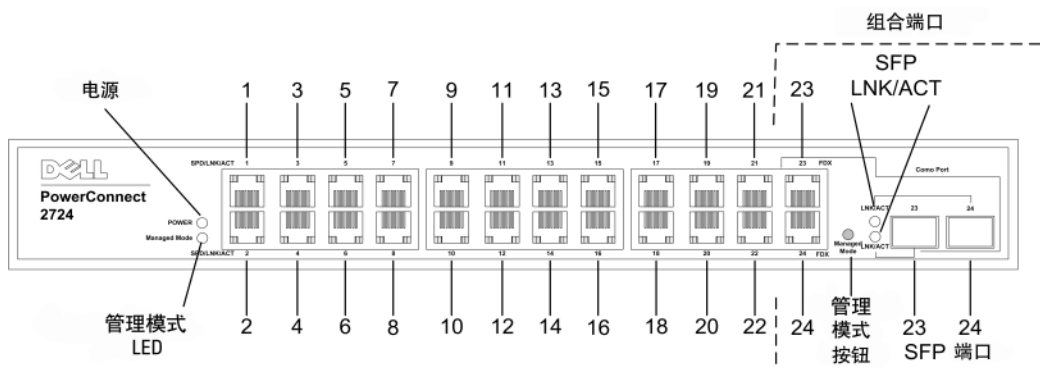 组合端口
SFP
LNK/ACT
电源
1 3 5 7 9 11 13 15 17 19 21 23
DELL
PowerConnect
2724
SPD/LNK/ACT 1 3 5 7 9 11 13 15 17 19 21 23 FDX
Como Port
POWER
Managed Mode
LNK/ACT 23 24
LNK/ACT
Managed
Mode
SPD/LNK/ACT 2 4 6 8 10 12 14 16 18 20 22 24 FDX
管理模式
LED
2 4 6 8 10 12 14 16 18 20 22 24
管理
模式
按钮
23 24
SFP 端口